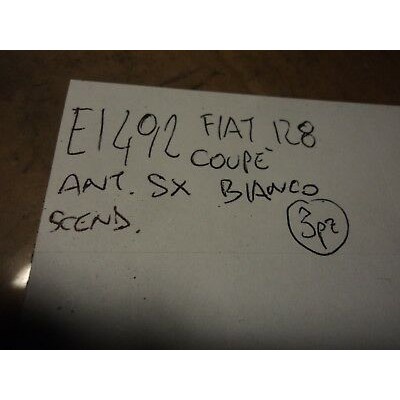 E1492 FIAT 128
COUPÈ
ANT. SX BIANCO
SCEND. 3pz